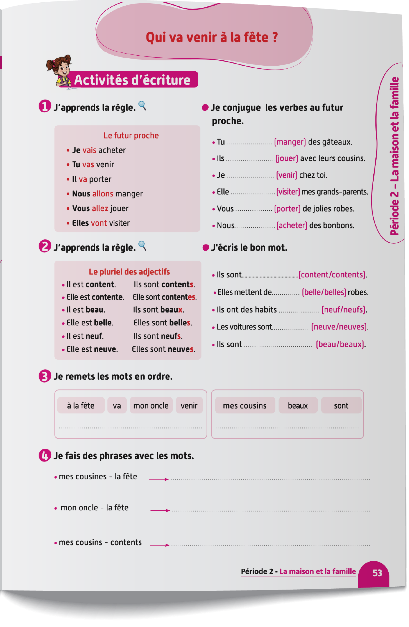 Qui va venir à la fête ?
Activités d'écriture
1 J'apprends la régle.
Le futur proche
• Je vais acheter
• Tu vas venir
• Il va porter
• Nous allons manger
• Vous allez jouer
• Elles vont visiter
• Je conjugue les verbes au futur
proche.
• Tu .................... (manger) des gâteaux.
• Ils .................... (jouer) avec leurs cousins.
• Je .................... (venir) chez toi.
• Elle .................... (visiter) mes grands-parents.
• Vous .................... (porter) de jolies robes.
• Nous.................... (acheter) des bonbons.
2 J'apprends la régle.
Le pluriel des adjectifs
• Il est content. Ils sont contents.
• Elle est contente. Elle sont contentes.
• Il est beau. Ils sont beaux.
• Elle est belle. Elles sont belles.
• Il est neuf. Ils sont neufs.
• Elle est neuve. Elles sont neuves.
• J'écris le bon mot.
• Ils sont.................... (content/contents).
• Elles mettent de............. (belle/belles) robes.
• Ils ont des habits ................ (neuf/neufs).
• Les voitures sont................ (neuve/neuves).
• Ils sont .............................. (beau/beaux).
3 Je remets les mots en ordre.
à la fête va mon oncle venir
mes cousins beaux sont
4 Je fais des phrases avec les mots.
• mes cousines - la fête
• mon oncle - la fête
• mes cousins - contents
Période 2 - La maison et la famille
Période 2 - La maison et la famille 53